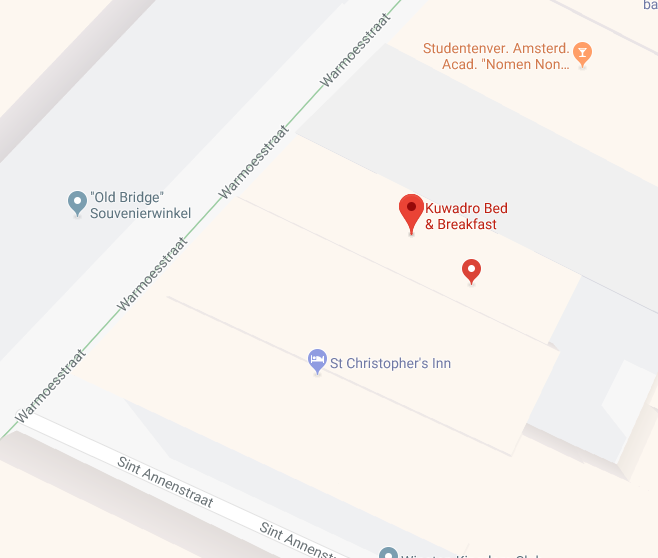 ba
Warmoesstraat
Studentenver. Amsterd.
Acad. "Nomen Non...
Warmoesstraat
"Old Bridge"
Souvenierwinkel
Kuwadro Bed
& Breakfast
Warmoesstraat
St Christopher's Inn
Warmoesstraat
Sint Annenstraat
Sint Annenstr